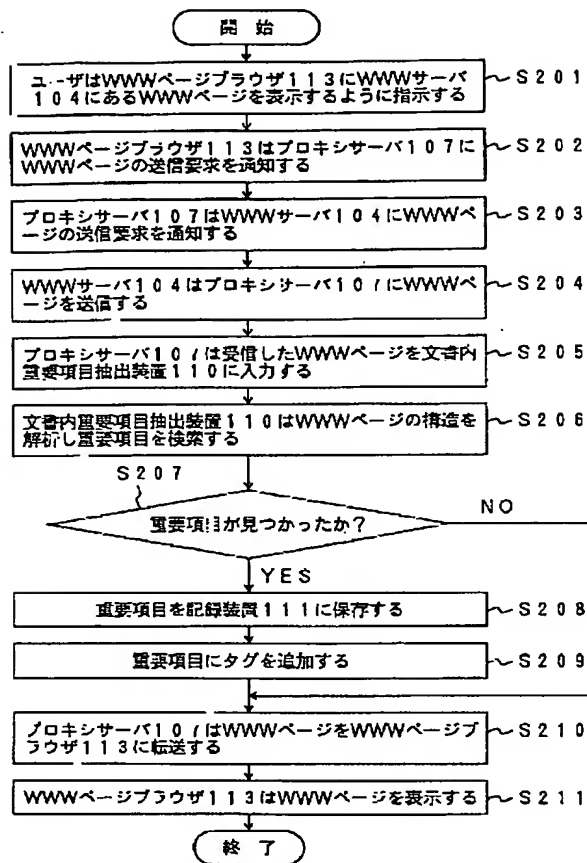 開 始
ユーザはWWWページブラウザ113にWWWサーバ
104にあるWWWページを表示するように指示する
S201
WWWページブラウザ113はプロキシサーバ107に
WWWページの送信要求を通知する
S202
プロキシサーバ107はWWWサーバ104にWWWペ
ージの送信要求を通知する
S203
WWWサーバ104はプロキシサーバ107にWWWペ
ージを送信する
S204
プロキシサーバ107は受信したWWWページを文書内
重要項目抽出装置110に入力する
S205
文書内重要項目抽出装置110はWWWページの構造を
解析し重要項目を検索する
S206
S207
重要項目が見つかったか?
NO
YES
重要項目を記録装置111に保存する
S208
重要項目にタグを追加する
S209
プロキシサーバ107はWWWページをWWWページブ
ラウザ113に転送する
S210
WWWページブラウザ113はWWWページを表示する
S211
終 了